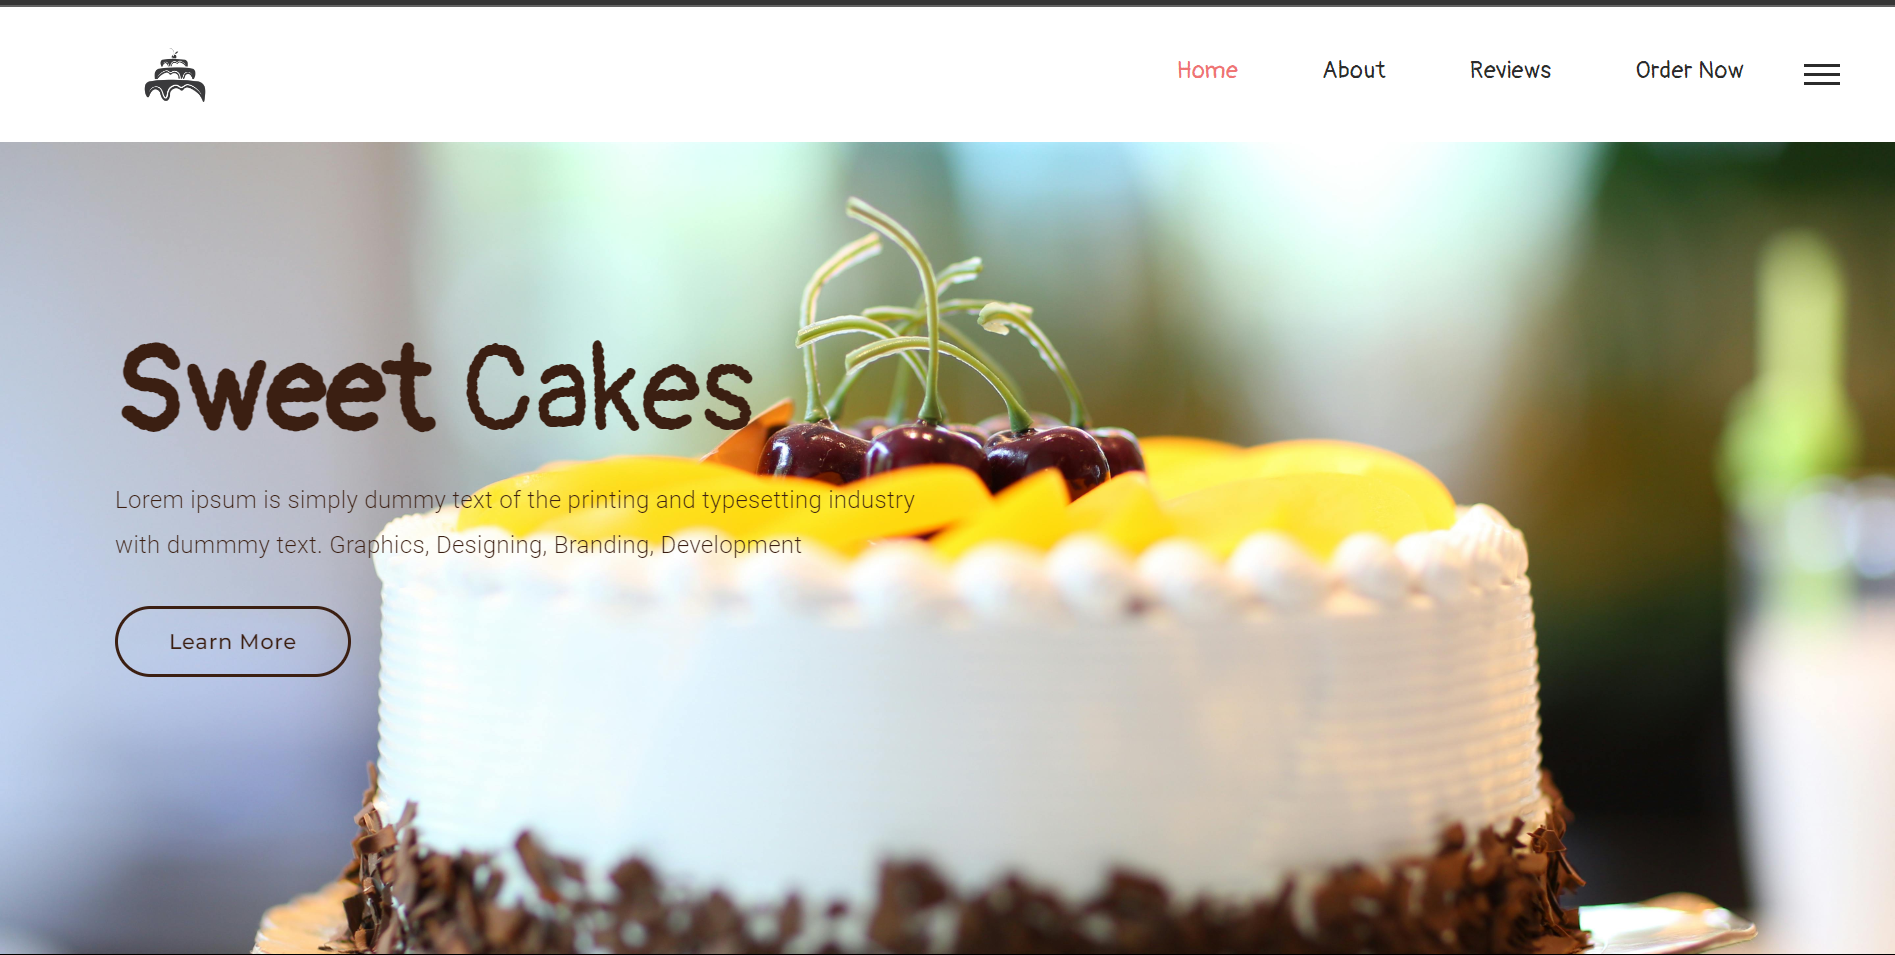 Home About Reviews Order Now
Sweet Cakes
Lorem ipsum is simply dummy text of the printing and typesetting industry
with dummmy text. Graphics, Designing, Branding, Development
Learn More